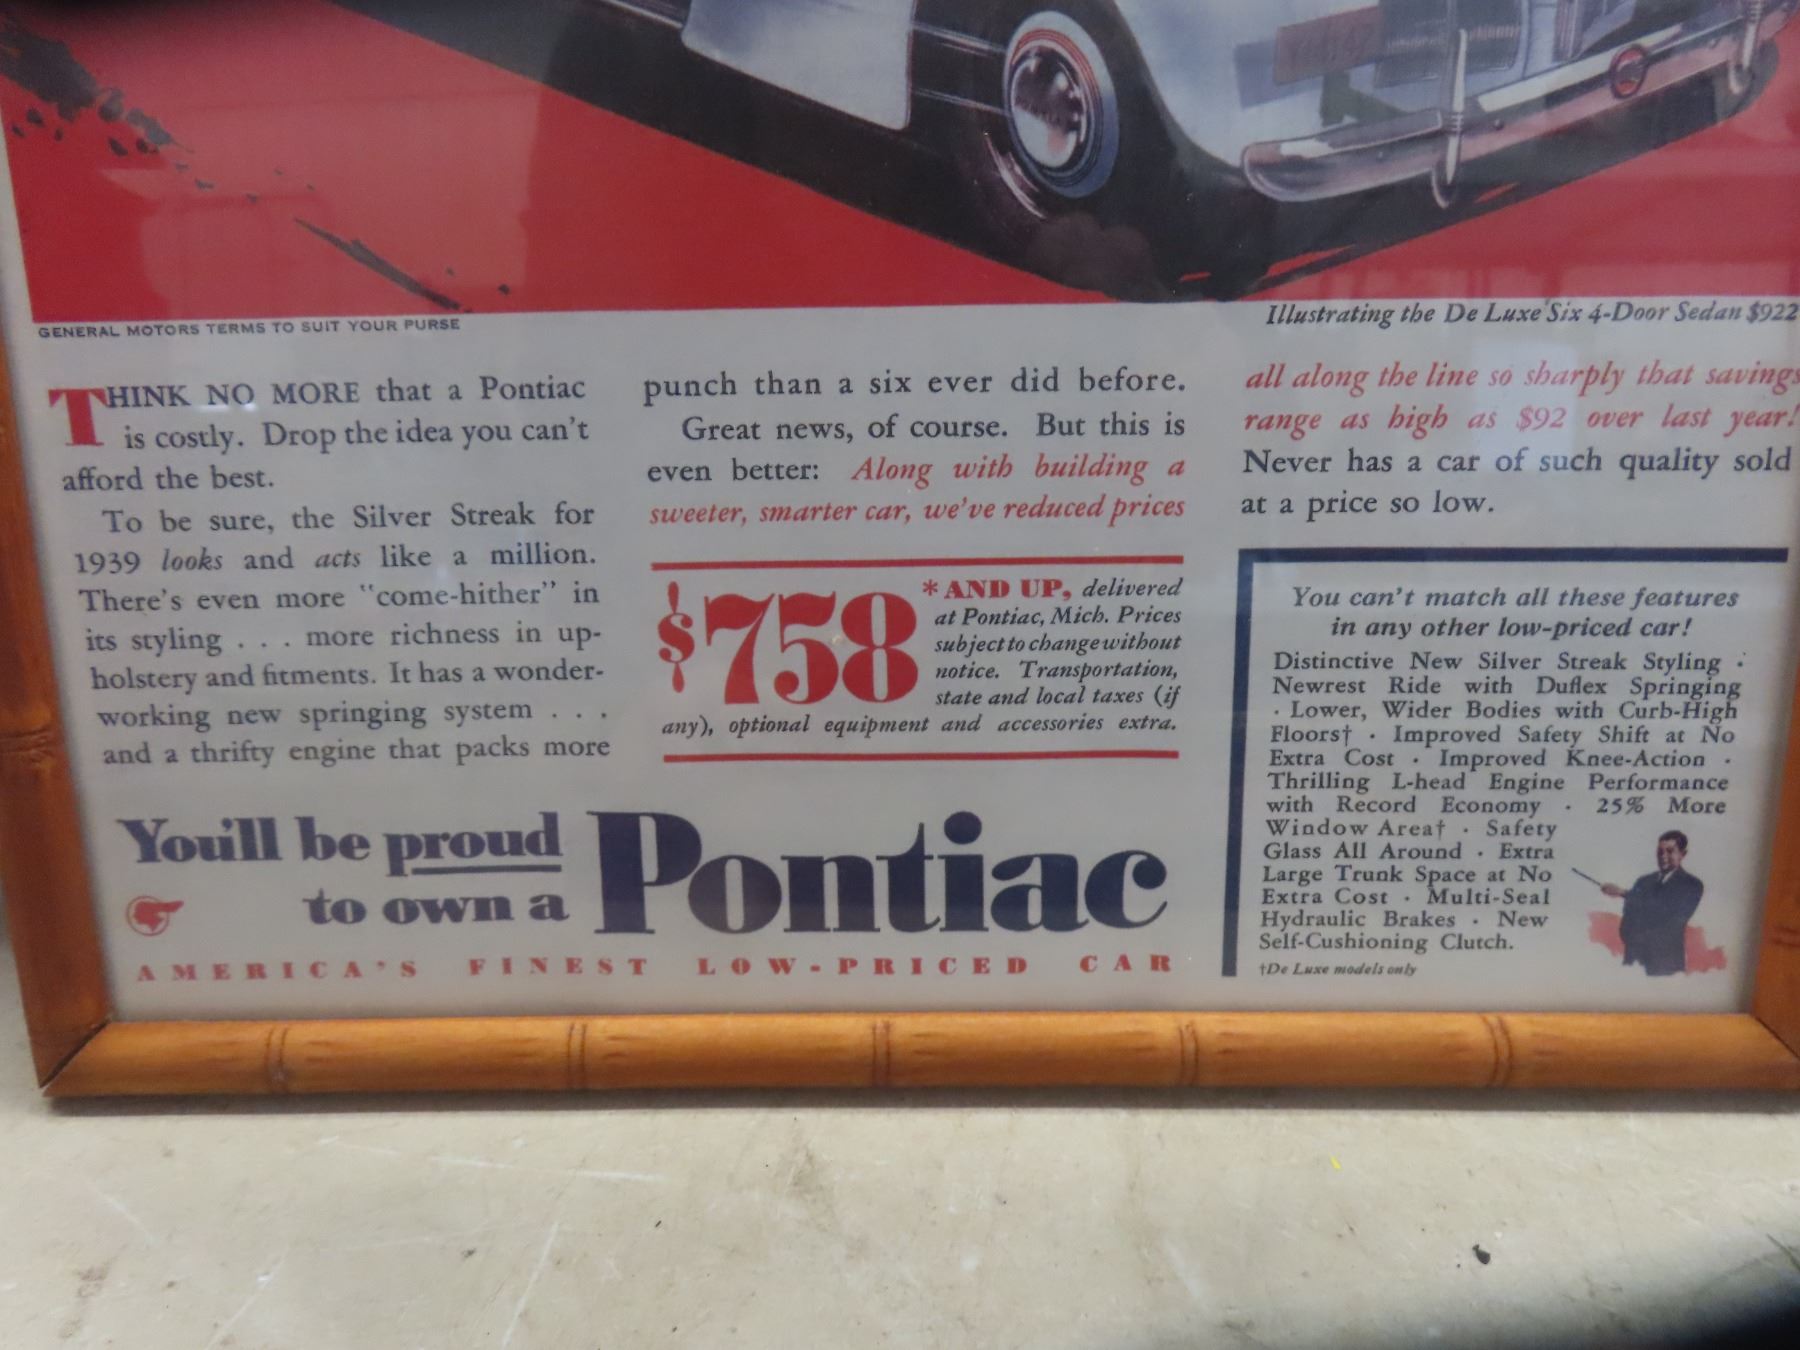 GENERAL MOTORS TERMS TO SUIT YOUR PURSE
Illustrating the De Luxe Six 4-Door Sedan $922
THINK NO MORE that a Pontiac
is costly. Drop the idea you can't
afford the best.
To be sure, the Silver Streak for
1939 looks and acts like a million.
There's even more "come-hither" in
its styling . . . more richness in up-
holstery and fitments. It has a wonder-
working new springing system . . .
and a thrifty engine that packs more
punch than a six ever did before.
Great news, of course. But this is
even better: Along with building a
sweeter, smarter car, we've reduced prices
all along the line so sharply that savings
range as high as $92 over last year!
Never has a car of such quality sold
at a price so low.
$758
*AND UP, delivered
at Pontiac, Mich. Prices
subject to change without
notice. Transportation,
state and local taxes (if
any), optional equipment and accessories extra.
You can't match all these features
in any other low-priced car!
Distinctive New Silver Streak Styling ·
Newrest Ride with Duflex Springing
· Lower, Wider Bodies with Curb-High
Floors† · Improved Safety Shift at No
Extra Cost · Improved Knee-Action ·
Thrilling L-head Engine Performance
with Record Economy · 25% More
Window Area† · Safety
Glass All Around · Extra
Large Trunk Space at No
Extra Cost · Multi-Seal
Hydraulic Brakes · New
Self-Cushioning Clutch.
†De Luxe models only
You'll be proud
to own a
Pontiac
AMERICA'S FINEST LOW-PRICED CAR